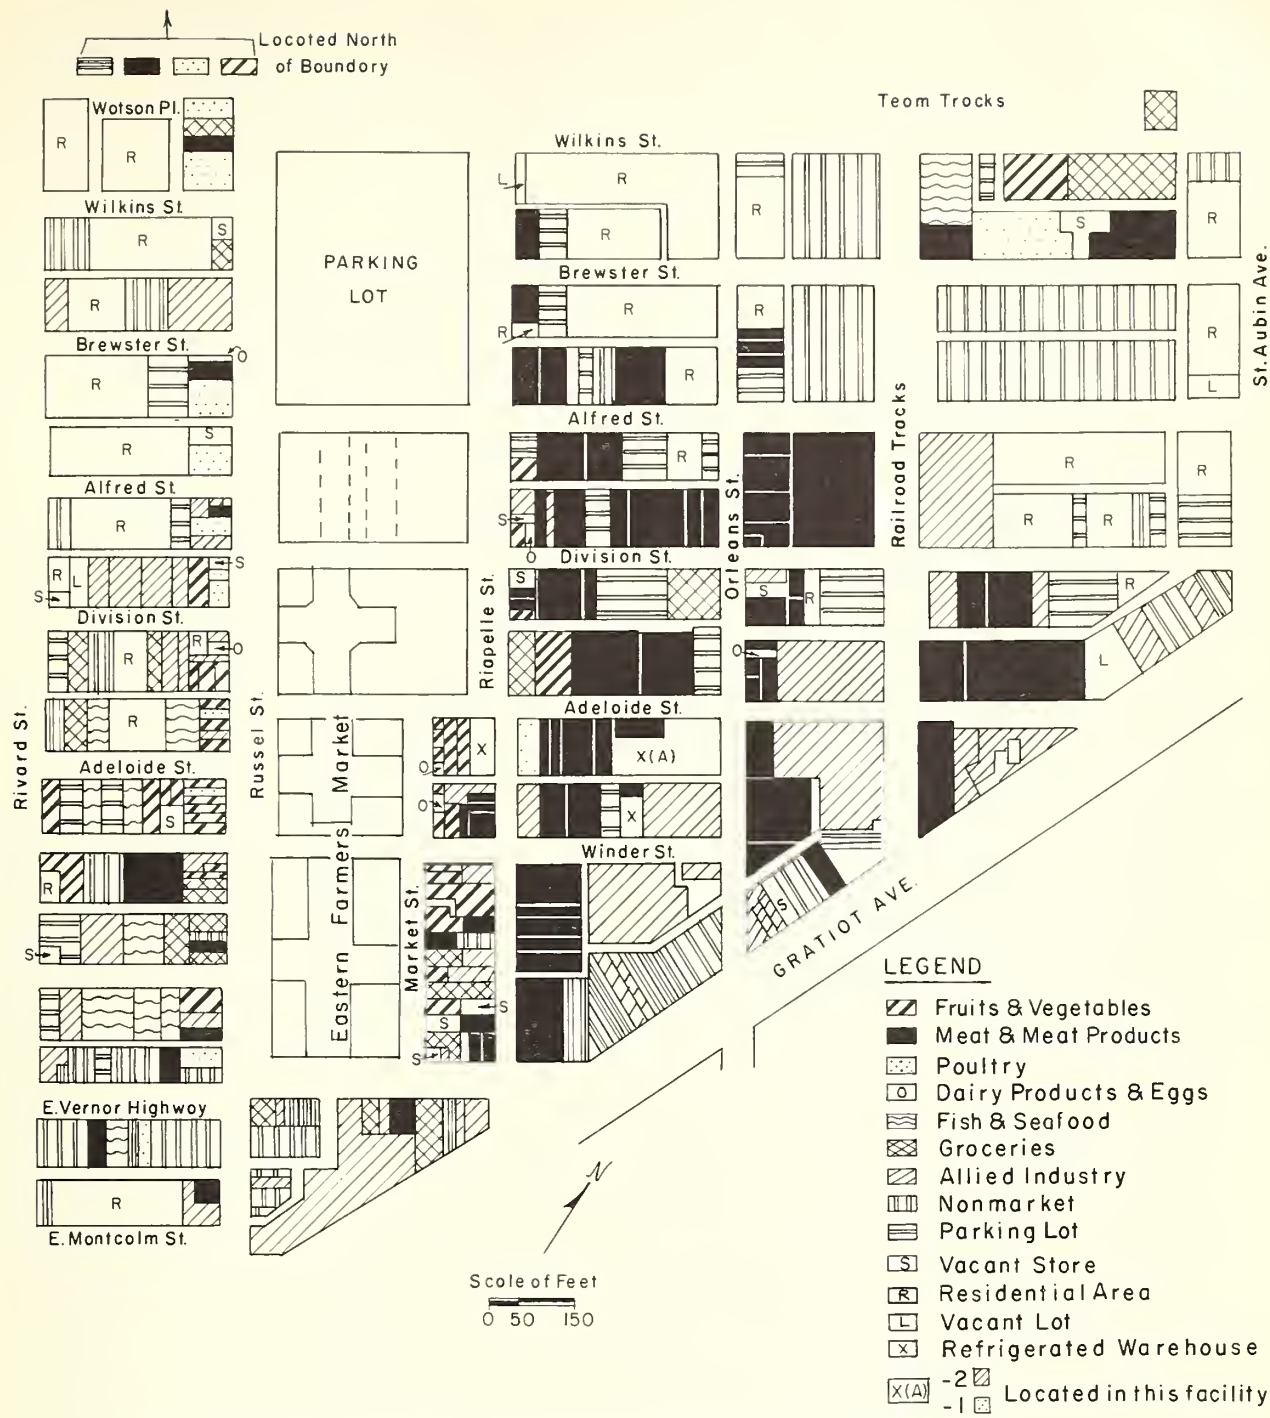 Located North
of Boundary
Watson Pl.
R
R
Wilkins St.
R
S
R
Brewster St.
O
R
S
R
Alfred St.
R
R
L
S
S
Division St.
R
R
O
R
Adelaide St.
S
R
S
E. Vernor Highway
R
E. Montcalm St.
Rivard St.
Russel St.
PARKING
LOT
Eastern Farmers Market
Market St.
Riapelle St.
X
O
O
S
S
S
Team Tracks
Wilkins St.
L
R
R
Brewster St.
R
R
R
Alfred St.
R
S
O
Division St.
S
Adelaide St.
X(A)
X
Winder St.
Orleans St.
R
R
S
R
O
S
GRATIOT AVE.
Railroad Tracks
S
R
R
L
R
R
R
R
R
L
St. Aubin Ave.
N
Scale of Feet
0 50 150
LEGEND
Fruits & Vegetables
Meat & Meat Products
Poultry
O Dairy Products & Eggs
Fish & Seafood
Groceries
Allied Industry
Nonmarket
Parking Lot
S Vacant Store
R Residential Area
L Vacant Lot
X Refrigerated Warehouse
X(A) -2 Located in this facility
-1